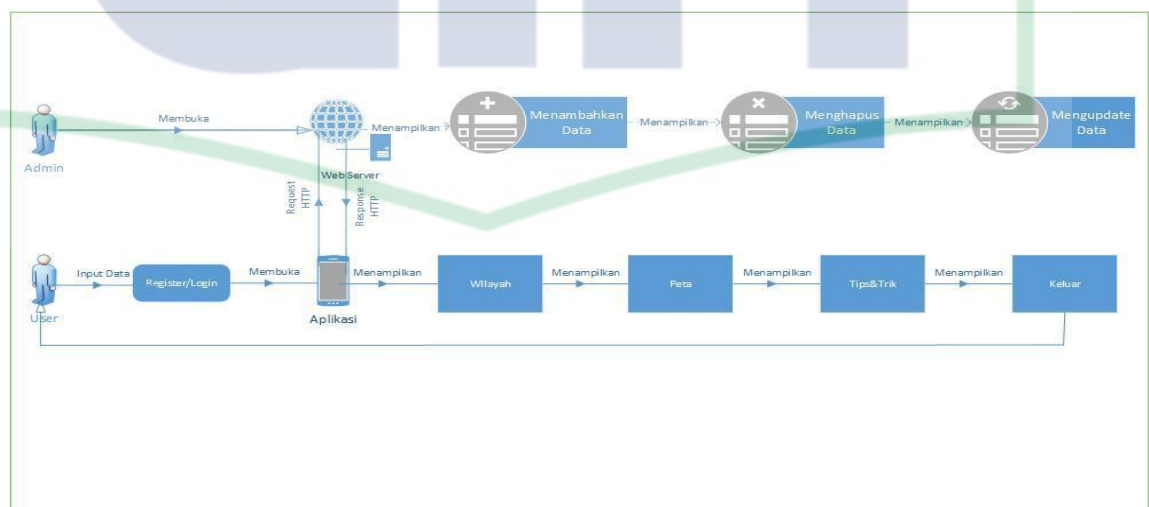 Membuka
Menampilkan
Menambahkan
Data
Menampilkan
Menghapus
Data
Menampilkan
Mengupdate
Data
Admin
Web Server
Request
HTTP
Response
HTTP
Input Data
Register/Login
Membuka
Menampilkan
WIlayah
Menampilkan
Peta
Menampilkan
Tips&Trik
Menampilkan
Keluar
User
Aplikasi